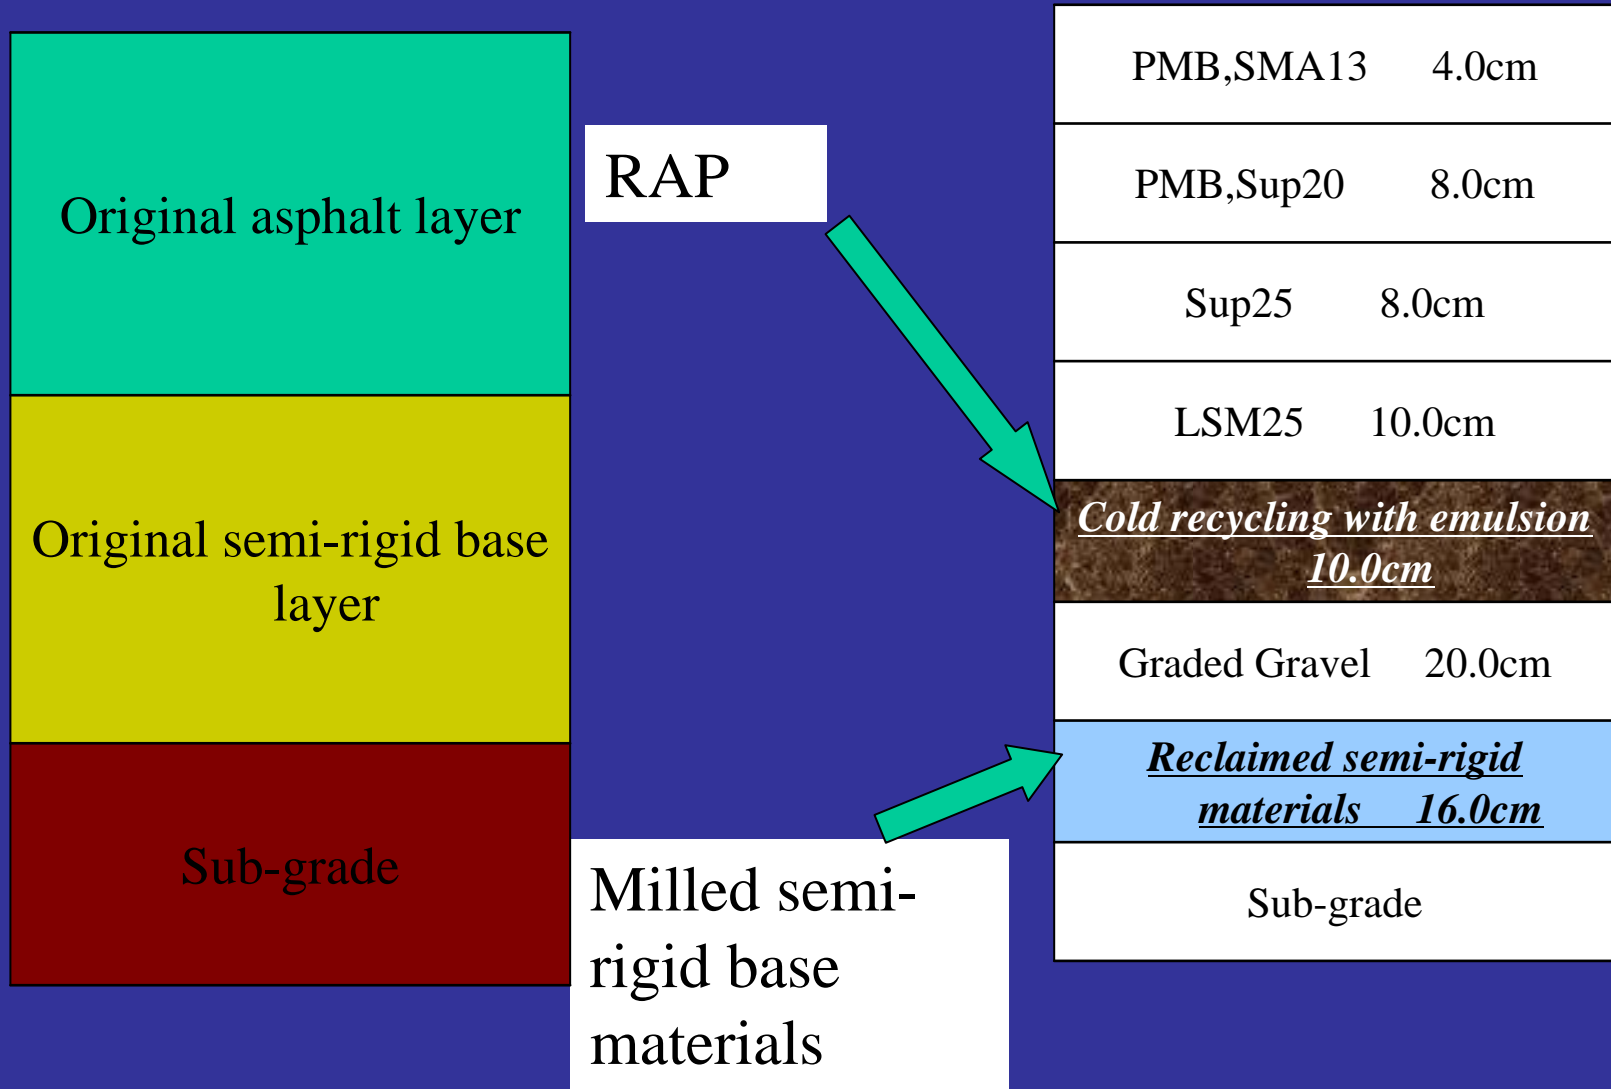 Original asphalt layer
Original semi-rigid base
layer
Sub-grade
RAP
Milled semi-
rigid base
materials
PMB,SMA13 4.0cm
PMB,Sup20 8.0cm
Sup25 8.0cm
LSM25 10.0cm
Cold recycling with emulsion
10.0cm
Graded Gravel 20.0cm
Reclaimed semi-rigid
materials 16.0cm
Sub-grade